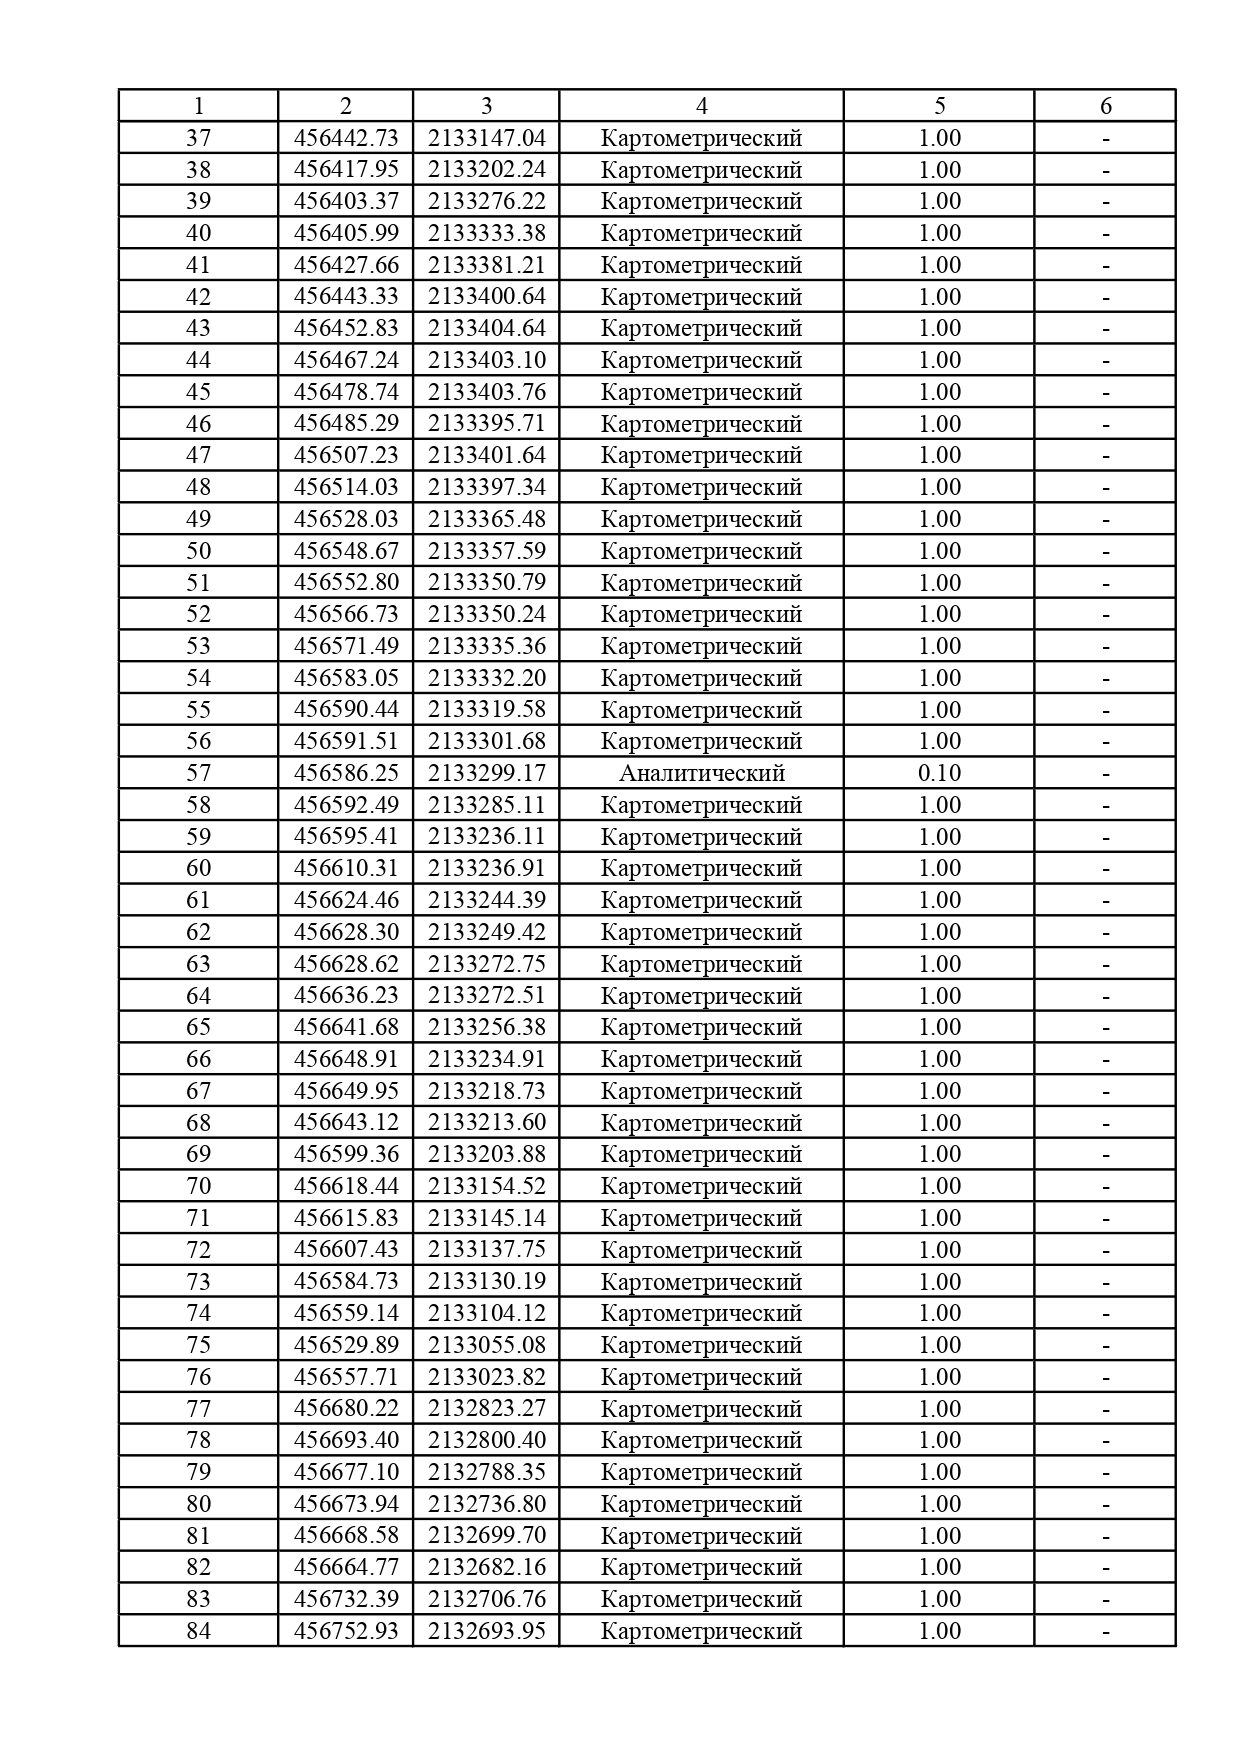 1 2 3 4 5 6
37 456442.73 2133147.04 Картометрический 1.00 -
38 456417.95 2133202.24 Картометрический 1.00 -
39 456403.37 2133276.22 Картометрический 1.00 -
40 456405.99 2133333.38 Картометрический 1.00 -
41 456427.66 2133381.21 Картометрический 1.00 -
42 456443.33 2133400.64 Картометрический 1.00 -
43 456452.83 2133404.64 Картометрический 1.00 -
44 456467.24 2133403.10 Картометрический 1.00 -
45 456478.74 2133403.76 Картометрический 1.00 -
46 456485.29 2133395.71 Картометрический 1.00 -
47 456507.23 2133401.64 Картометрический 1.00 -
48 456514.03 2133397.34 Картометрический 1.00 -
49 456528.03 2133365.48 Картометрический 1.00 -
50 456548.67 2133357.59 Картометрический 1.00 -
51 456552.80 2133350.79 Картометрический 1.00 -
52 456566.73 2133350.24 Картометрический 1.00 -
53 456571.49 2133335.36 Картометрический 1.00 -
54 456583.05 2133332.20 Картометрический 1.00 -
55 456590.44 2133319.58 Картометрический 1.00 -
56 456591.51 2133301.68 Картометрический 1.00 -
57 456586.25 2133299.17 Аналитический 0.10 -
58 456592.49 2133285.11 Картометрический 1.00 -
59 456595.41 2133236.11 Картометрический 1.00 -
60 456610.31 2133236.91 Картометрический 1.00 -
61 456624.46 2133244.39 Картометрический 1.00 -
62 456628.30 2133249.42 Картометрический 1.00 -
63 456628.62 2133272.75 Картометрический 1.00 -
64 456636.23 2133272.51 Картометрический 1.00 -
65 456641.68 2133256.38 Картометрический 1.00 -
66 456648.91 2133234.91 Картометрический 1.00 -
67 456649.95 2133218.73 Картометрический 1.00 -
68 456643.12 2133213.60 Картометрический 1.00 -
69 456599.36 2133203.88 Картометрический 1.00 -
70 456618.44 2133154.52 Картометрический 1.00 -
71 456615.83 2133145.14 Картометрический 1.00 -
72 456607.43 2133137.75 Картометрический 1.00 -
73 456584.73 2133130.19 Картометрический 1.00 -
74 456559.14 2133104.12 Картометрический 1.00 -
75 456529.89 2133055.08 Картометрический 1.00 -
76 456557.71 2133023.82 Картометрический 1.00 -
77 456680.22 2132823.27 Картометрический 1.00 -
78 456693.40 2132800.40 Картометрический 1.00 -
79 456677.10 2132788.35 Картометрический 1.00 -
80 456673.94 2132736.80 Картометрический 1.00 -
81 456668.58 2132699.70 Картометрический 1.00 -
82 456664.77 2132682.16 Картометрический 1.00 -
83 456732.39 2132706.76 Картометрический 1.00 -
84 456752.93 2132693.95 Картометрический 1.00 -